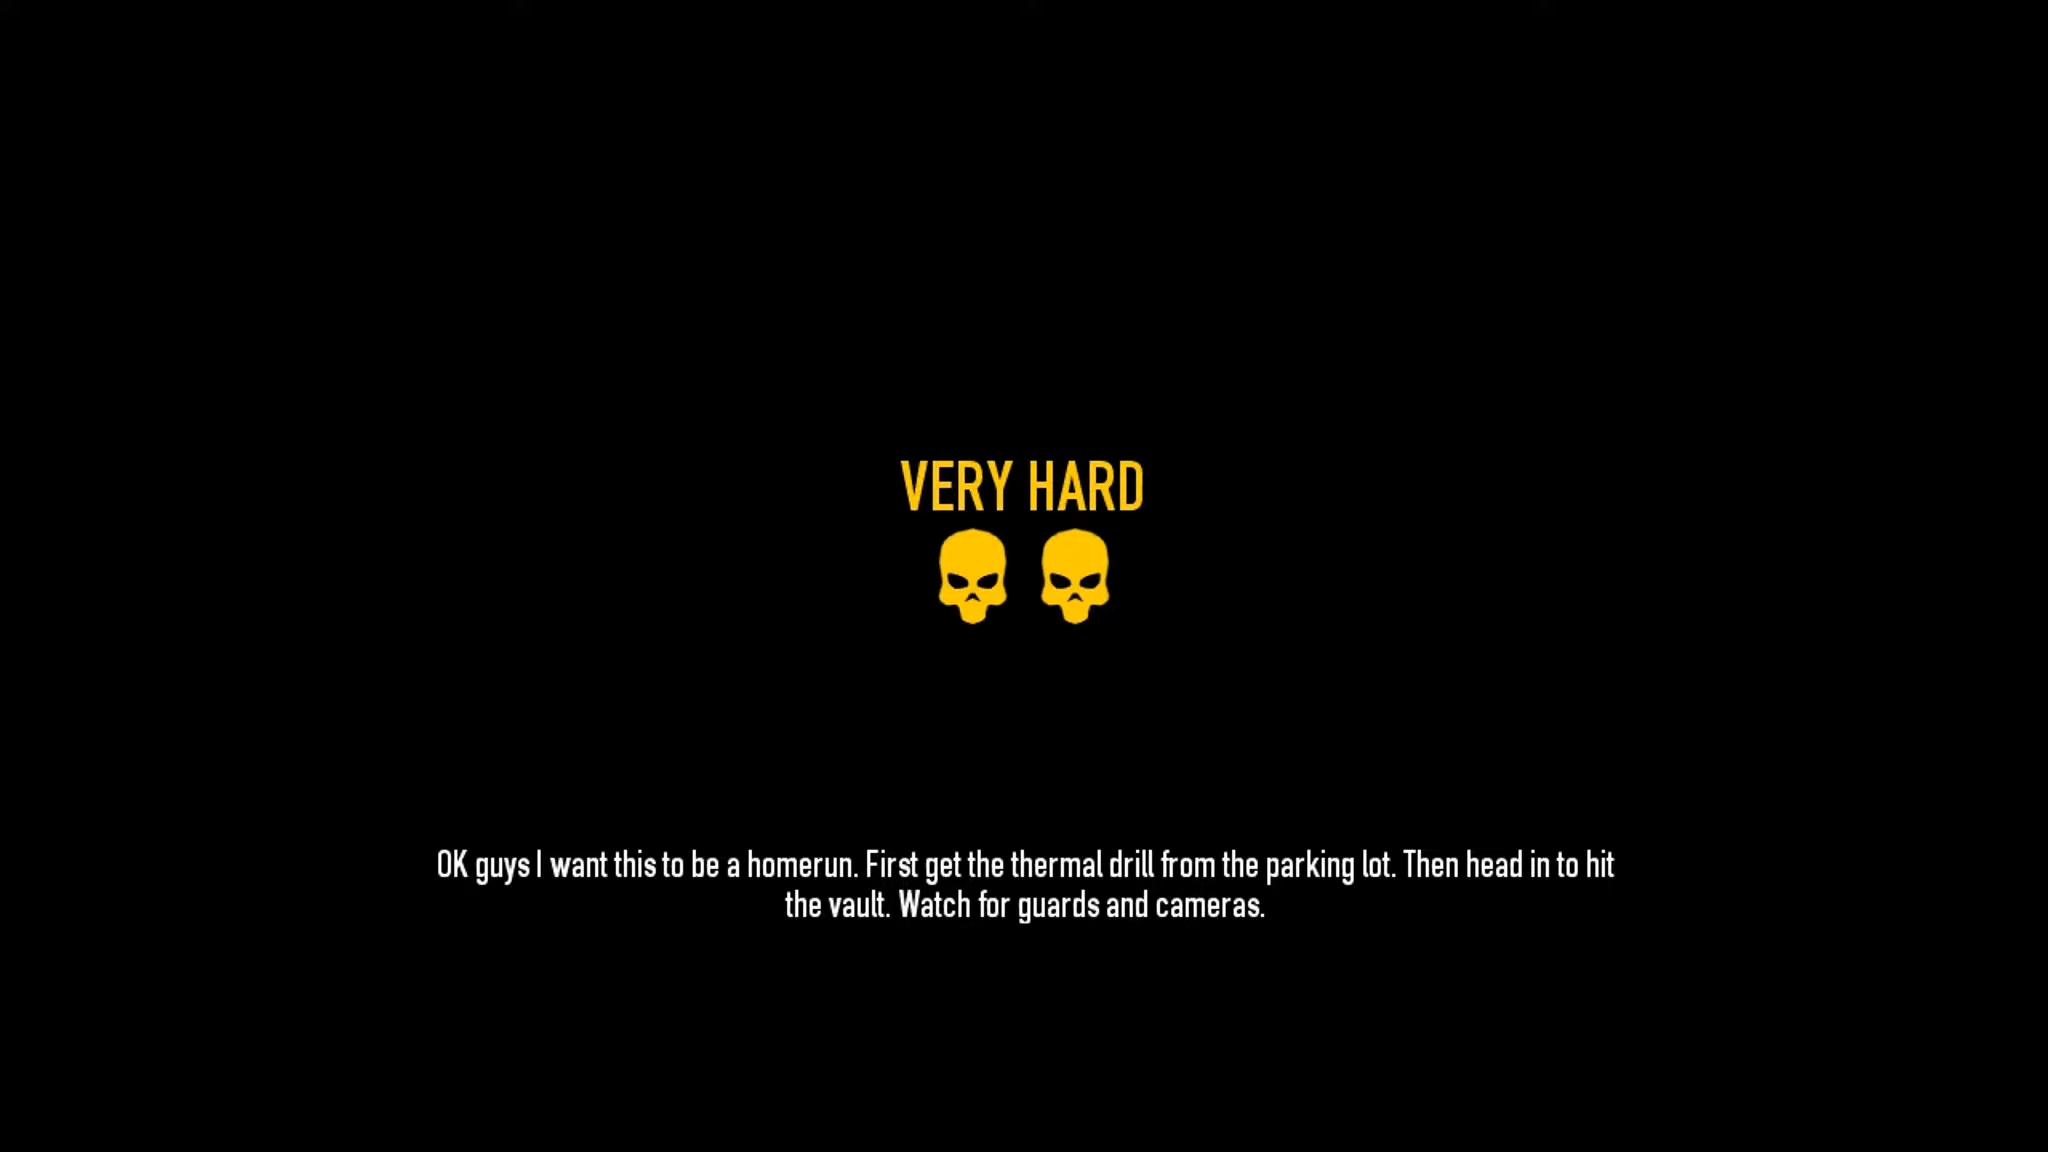 VERY HARD
OK guys I want this to be a homerun. First get the thermal drill from the parking lot. Then head in to hit
the vault. Watch for guards and cameras.